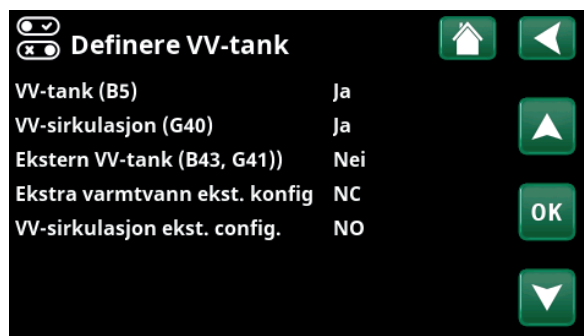 Definere VV-tank
VV-tank (B5) Ja
VV-sirkulasjon (G40) Ja
Ekstern VV-tank (B43, G41)) Nei
Ekstra varmtvann ekst. konfig NC
VV-sirkulasjon ekst. config. NO
OK